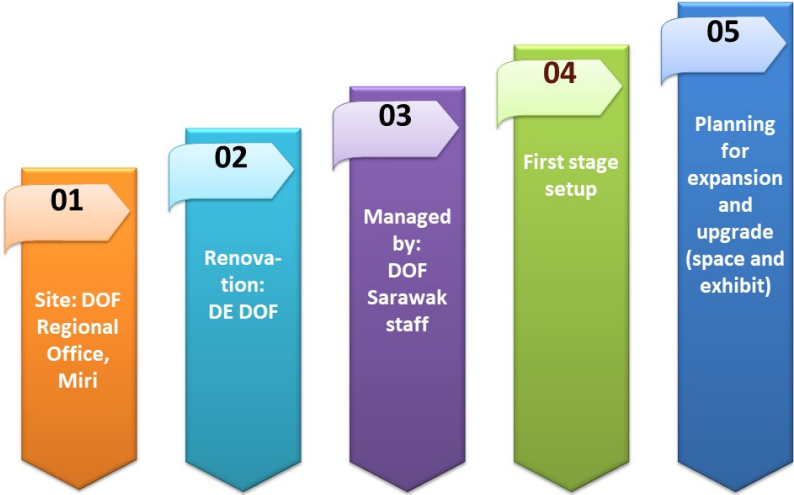 01
Site: DOF
Regional
Office,
Miri
02
Renova-
tion:
DE DOF
03
Managed
by:
DOF
Sarawak
staff
04
First stage
setup
05
Planning
for
expansion
and
upgrade
(space and
exhibit)